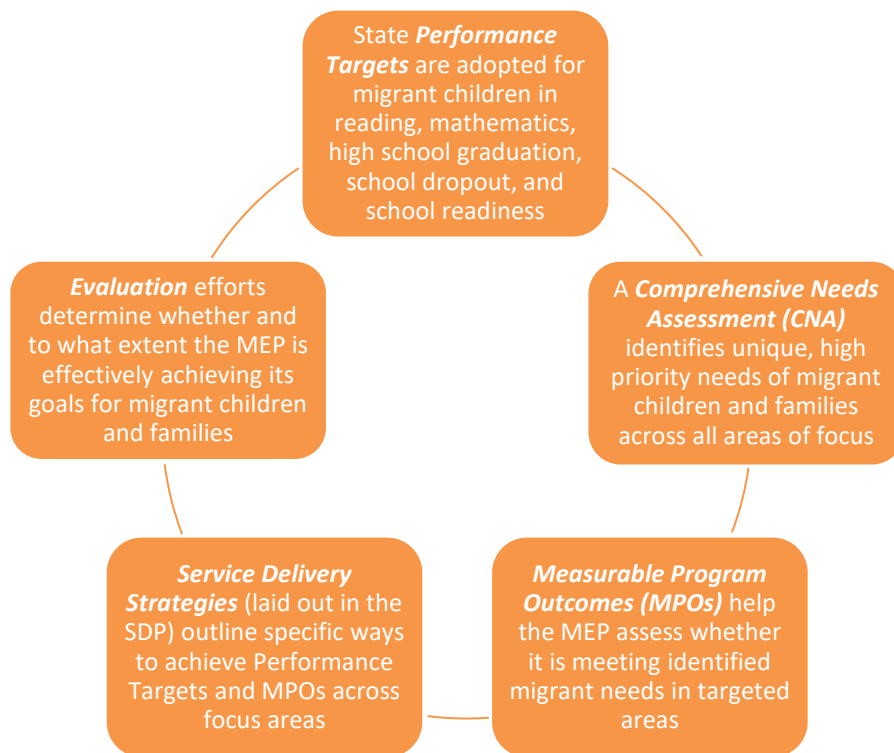 State Performance
Targets are adopted for
migrant children in
reading, mathematics,
high school graduation,
school dropout, and
school readiness
A Comprehensive Needs
Assessment (CNA)
identifies unique, high
priority needs of migrant
children and families
across all areas of focus
Measurable Program
Outcomes (MPOs) help
the MEP assess whether
it is meeting identified
migrant needs in targeted
areas
Service Delivery
Strategies (laid out in the
SDP) outline specific ways
to achieve Performance
Targets and MPOs across
focus areas
Evaluation efforts
determine whether and
to what extent the MEP is
effectively achieving its
goals for migrant children
and families